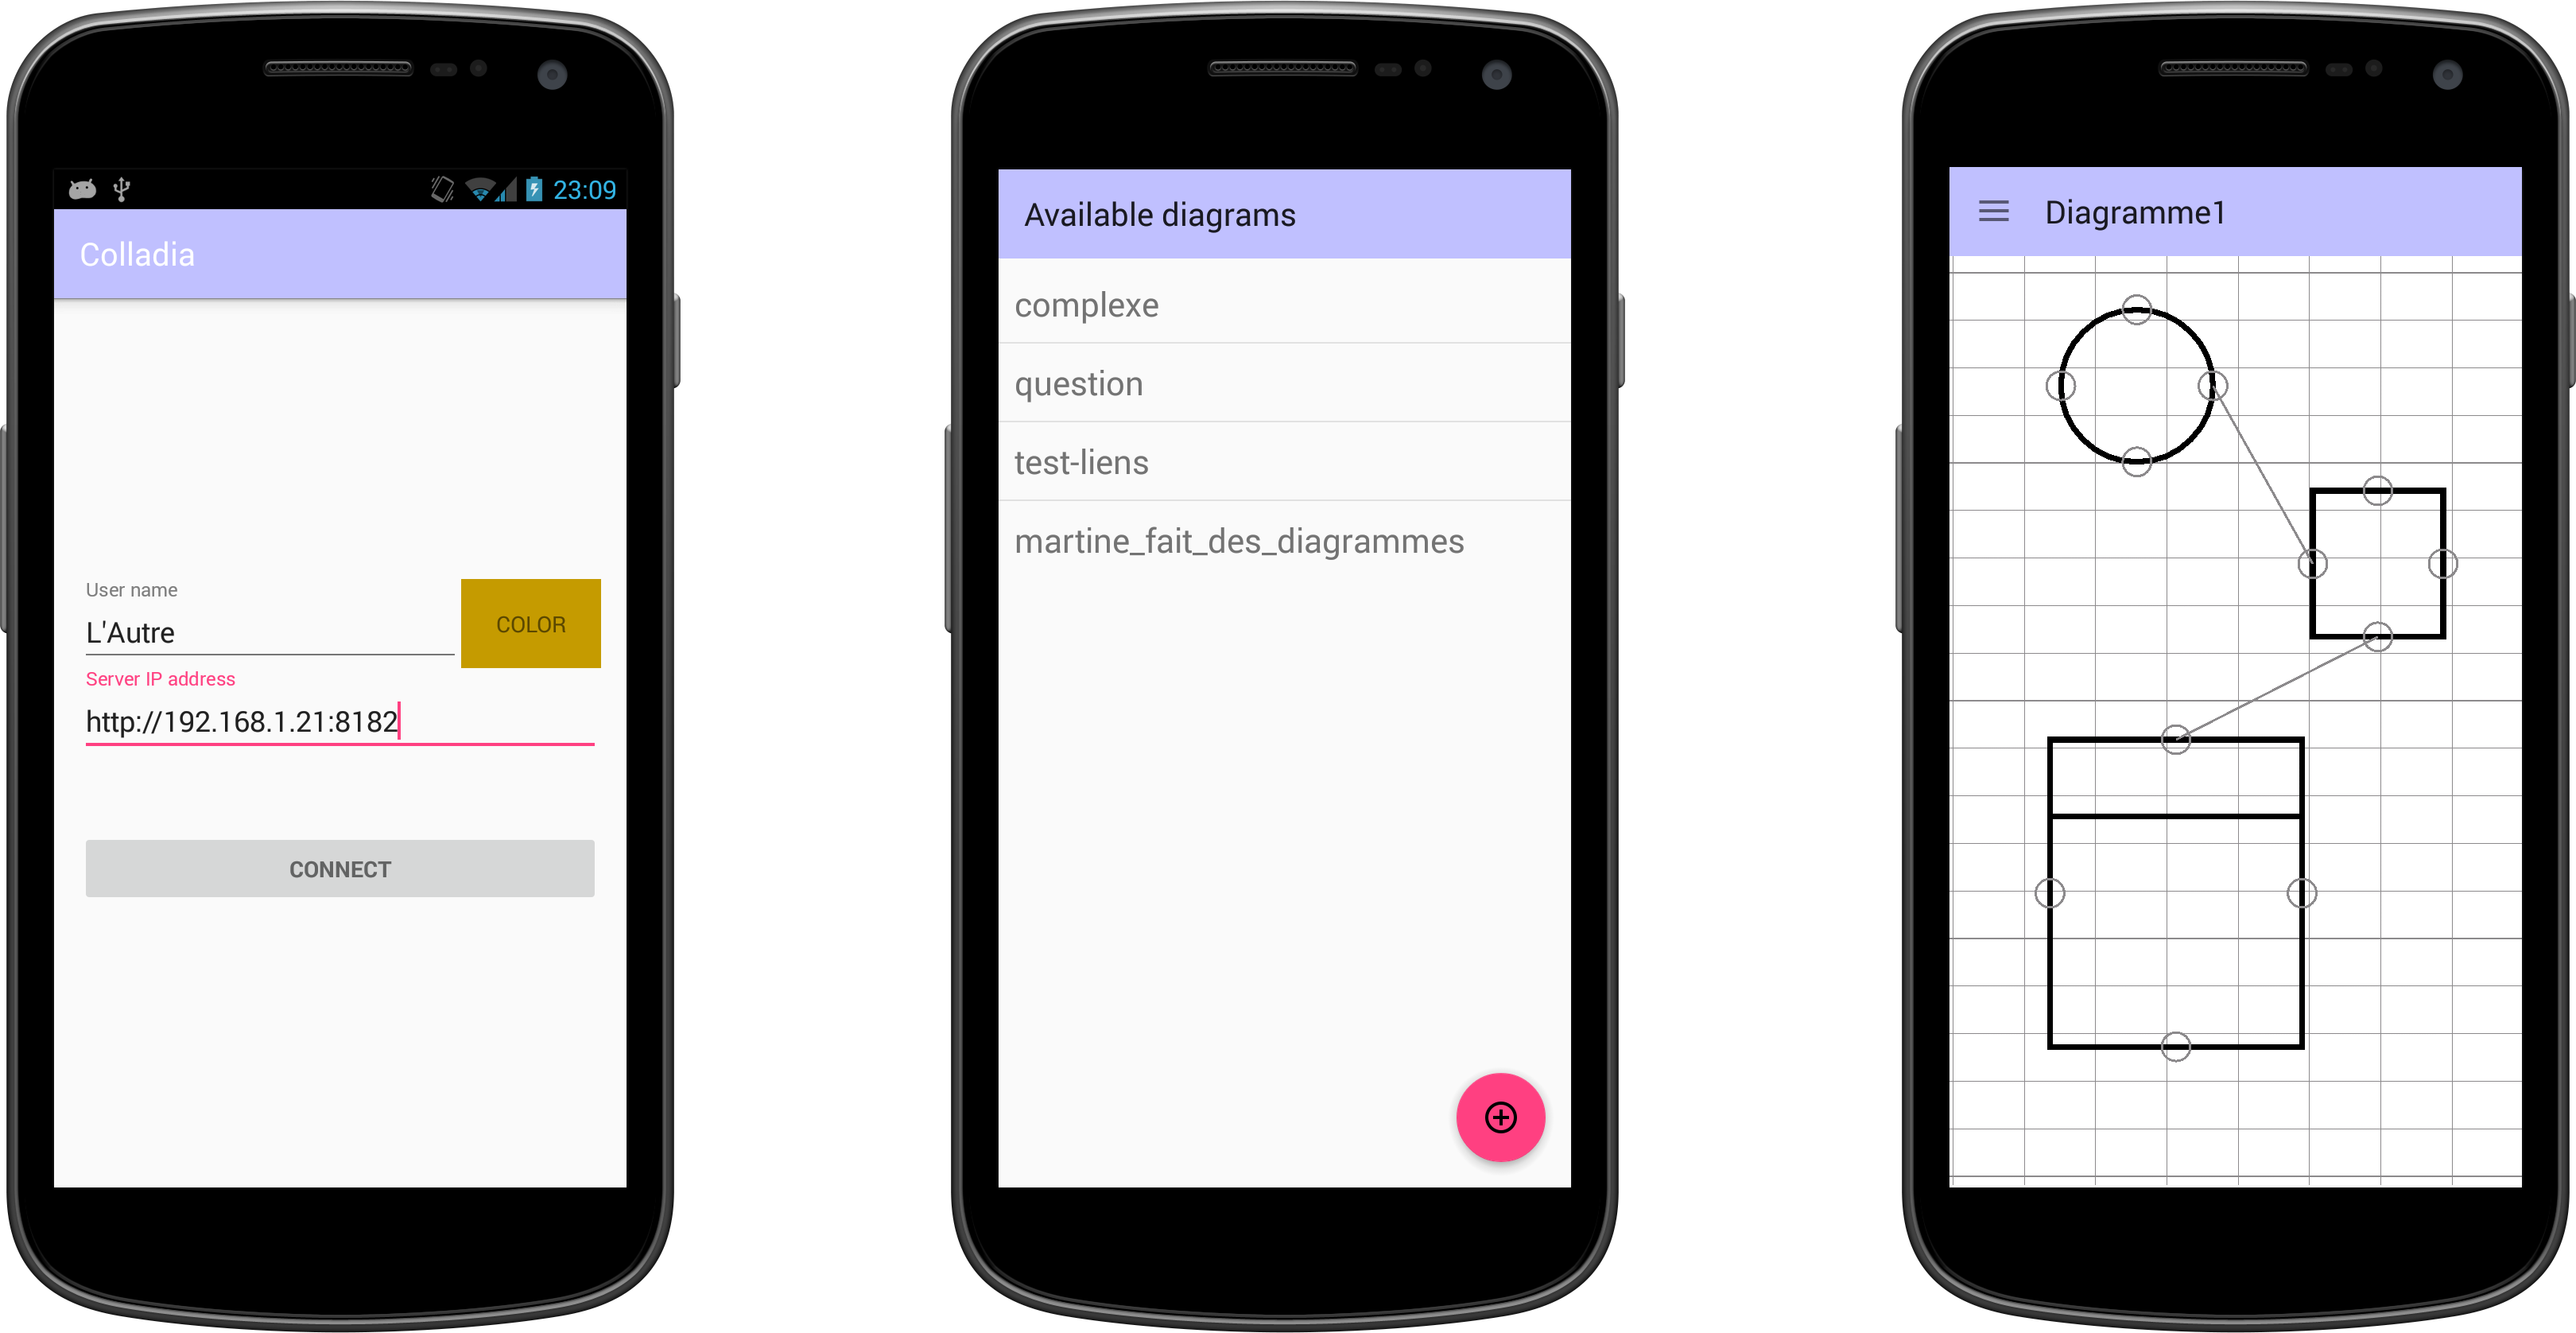 23:09
Colladia
User name
L'Autre
COLOR
Server IP address
http://192.168.1.21:8182
CONNECT
Available diagrams
complexe
question
test-liens
martine_fait_des_diagrammes
Diagramme1